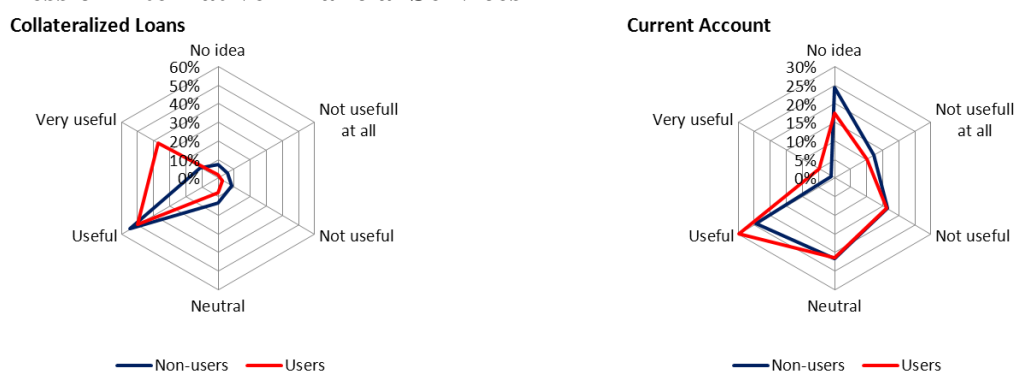 Collateralized Loans
No idea
60%
50%
40%
30%
20%
10%
0%
Not usefull
at all
Not useful
Neutral
Useful
Very useful
Non-users
Users
Current Account
No idea
30%
25%
20%
15%
10%
5%
0%
Not usefull
at all
Not useful
Neutral
Useful
Very useful
Non-users
Users